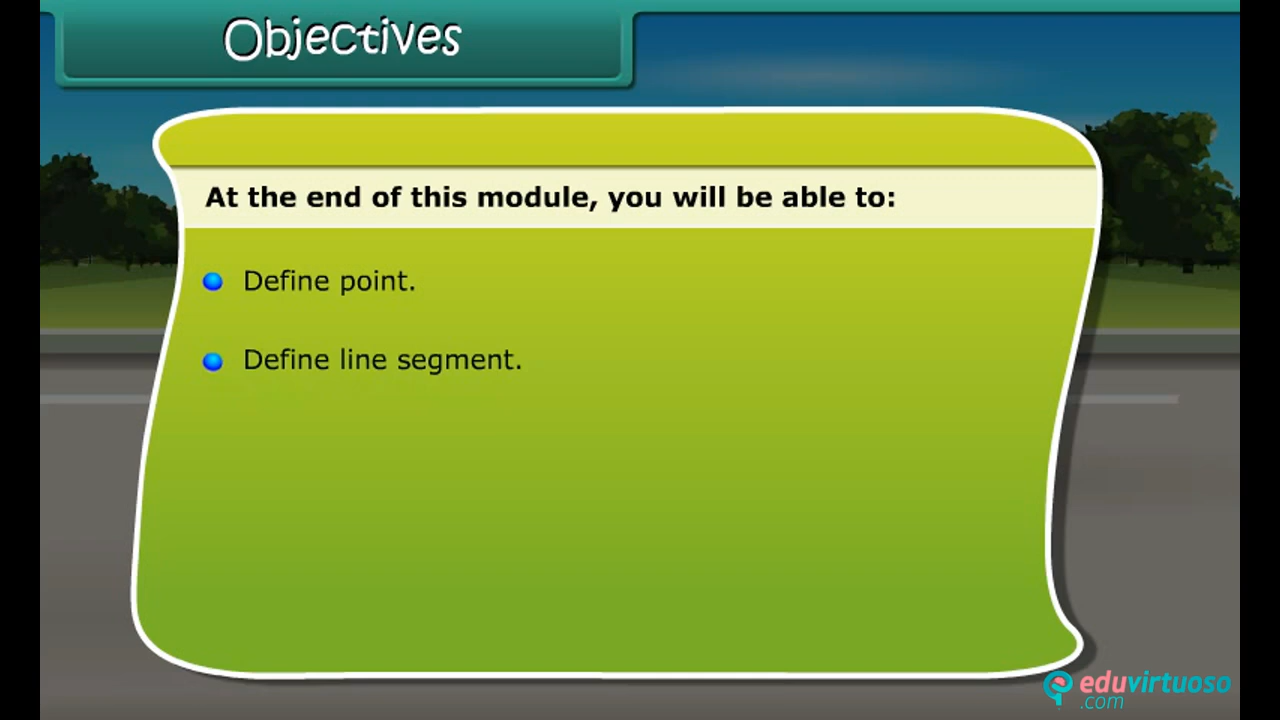 Objectives
At the end of this module, you will be able to:
Define point.
Define line segment.
eduvirtuoso
.com